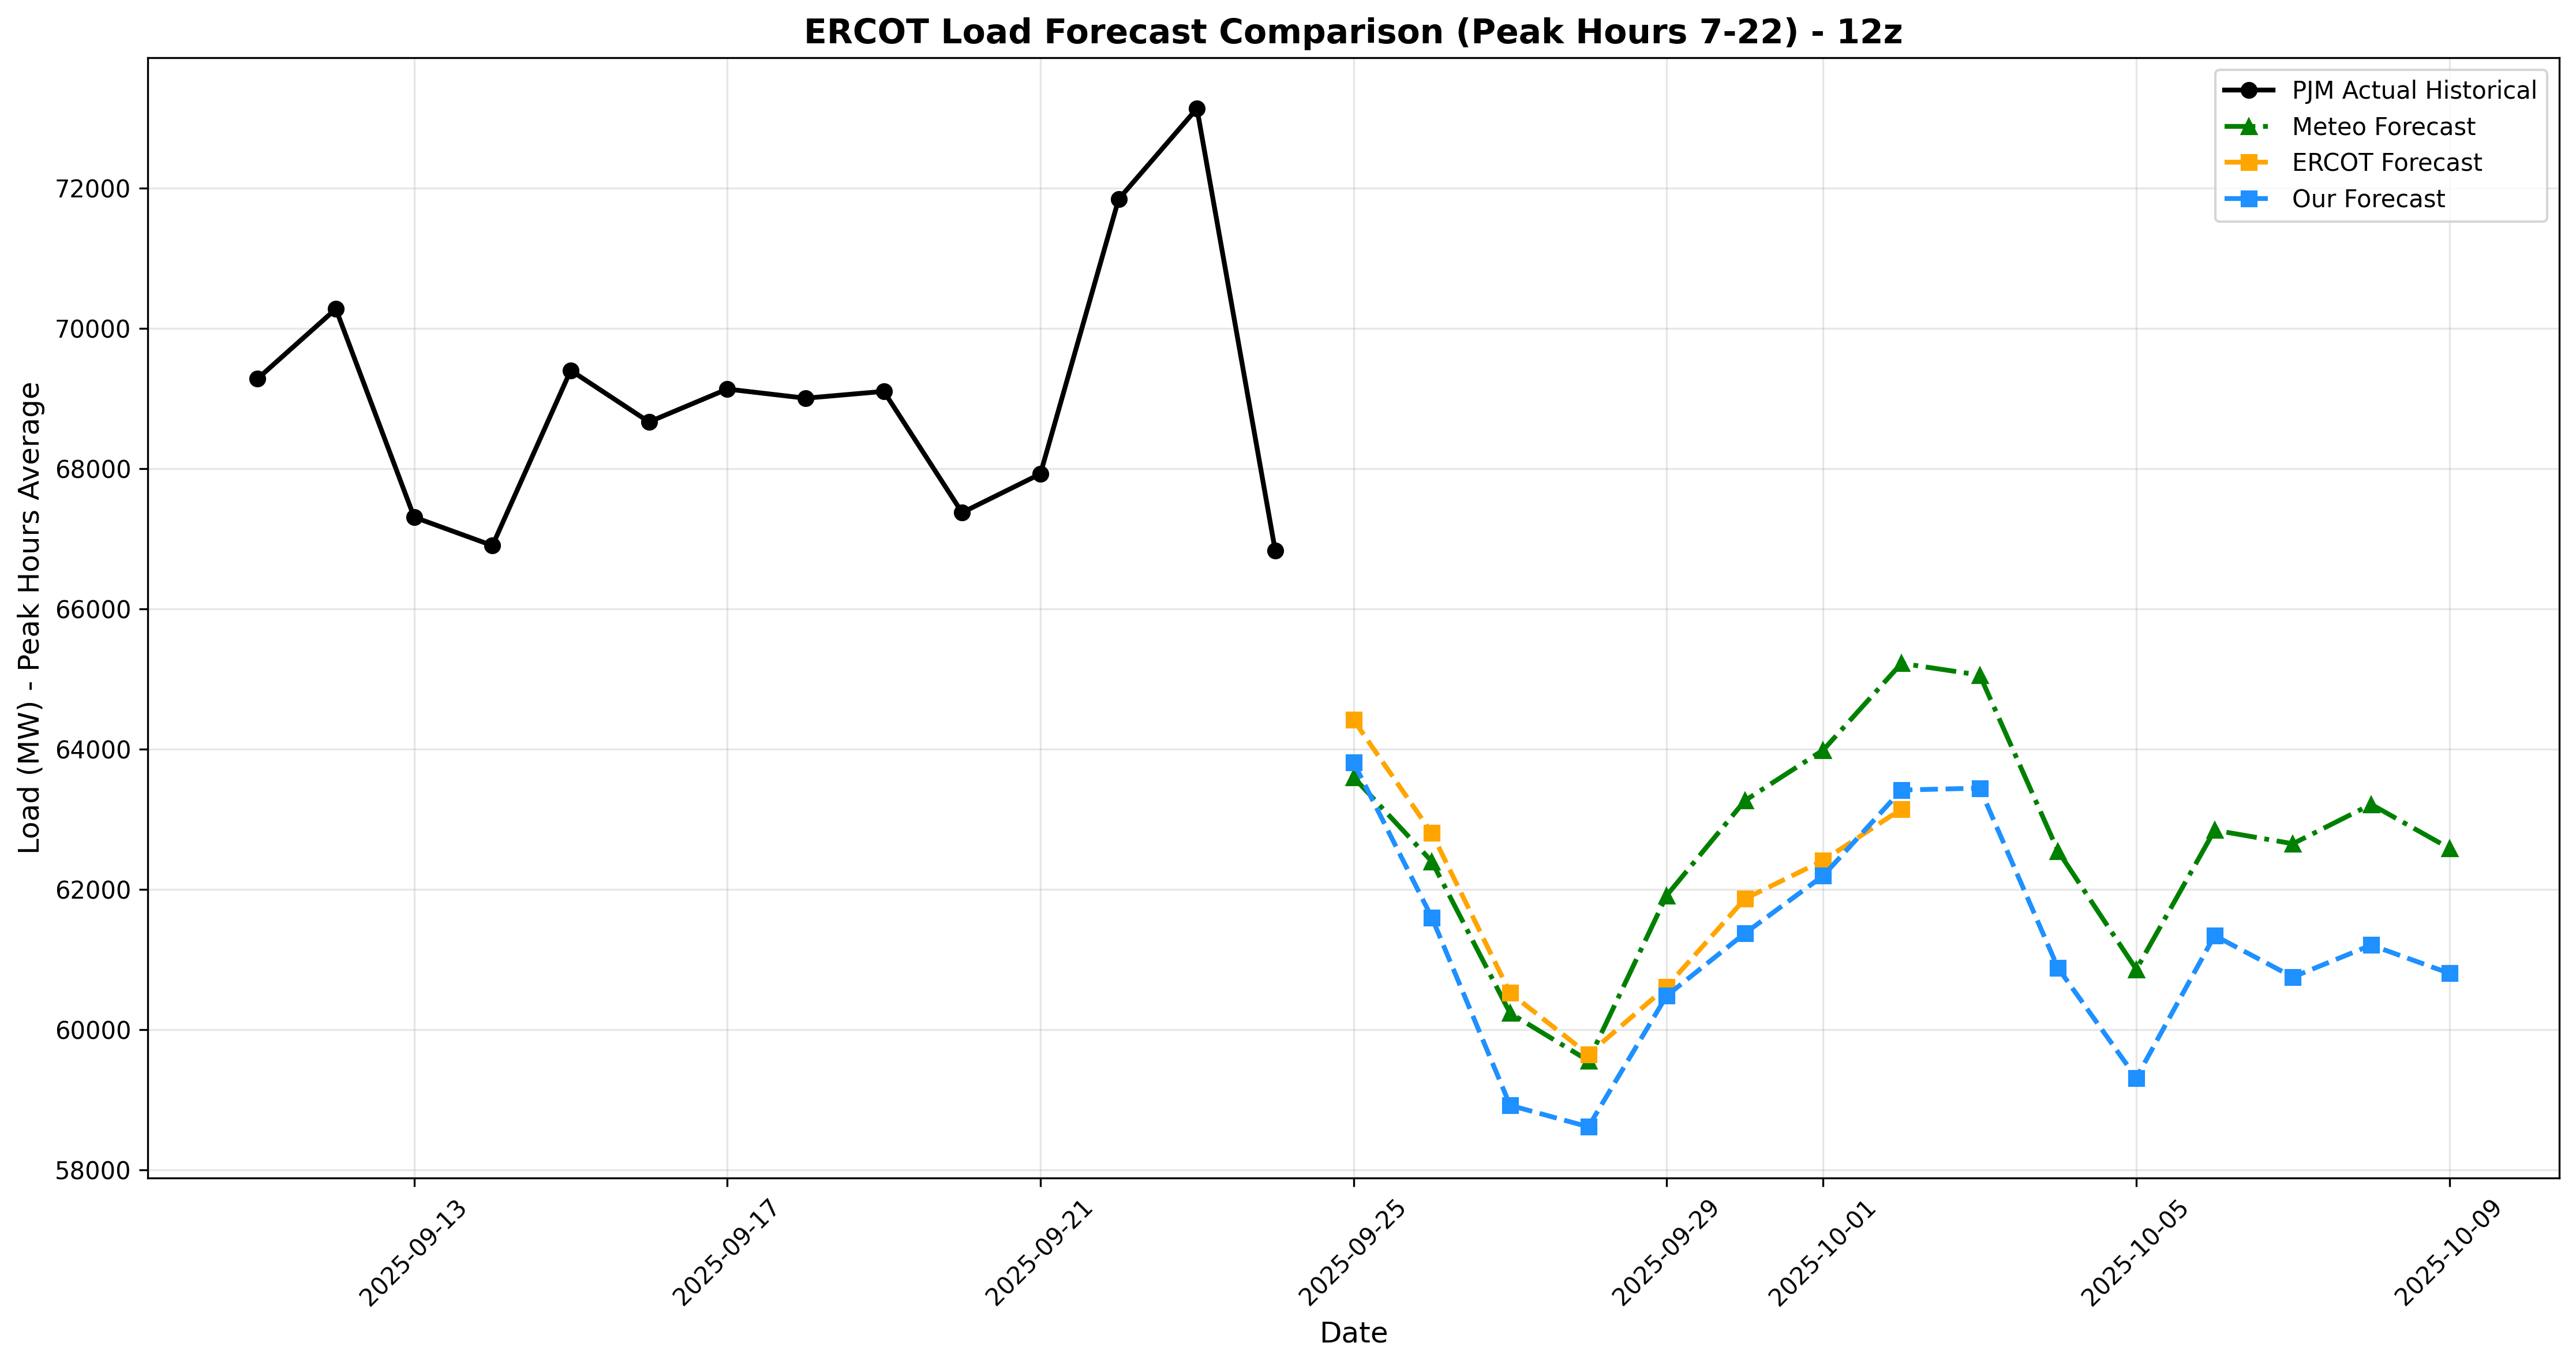 ERCOT Load Forecast Comparison (Peak Hours 7-22) - 12z
PJM Actual Historical
Meteo Forecast
ERCOT Forecast
Our Forecast
Load (MW) - Peak Hours Average
72000
70000
68000
66000
64000
62000
60000
58000
2025-09-13
2025-09-17
2025-09-21
2025-09-25
2025-09-29
2025-10-01
2025-10-05
2025-10-09
Date